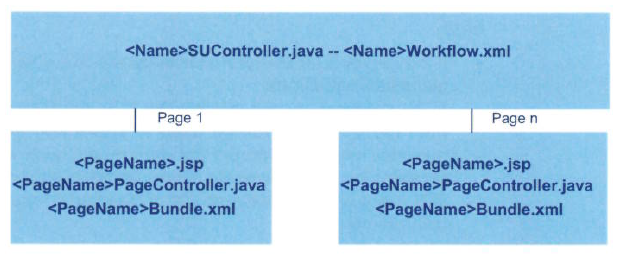 <Name>SUController.java -- <Name>Workflow.xml
Page 1
Page n
<PageName>.jsp
<PageName>PageController.java
<PageName>Bundle.xml
<PageName>.jsp
<PageName>PageController.java
<PageName>Bundle.xml